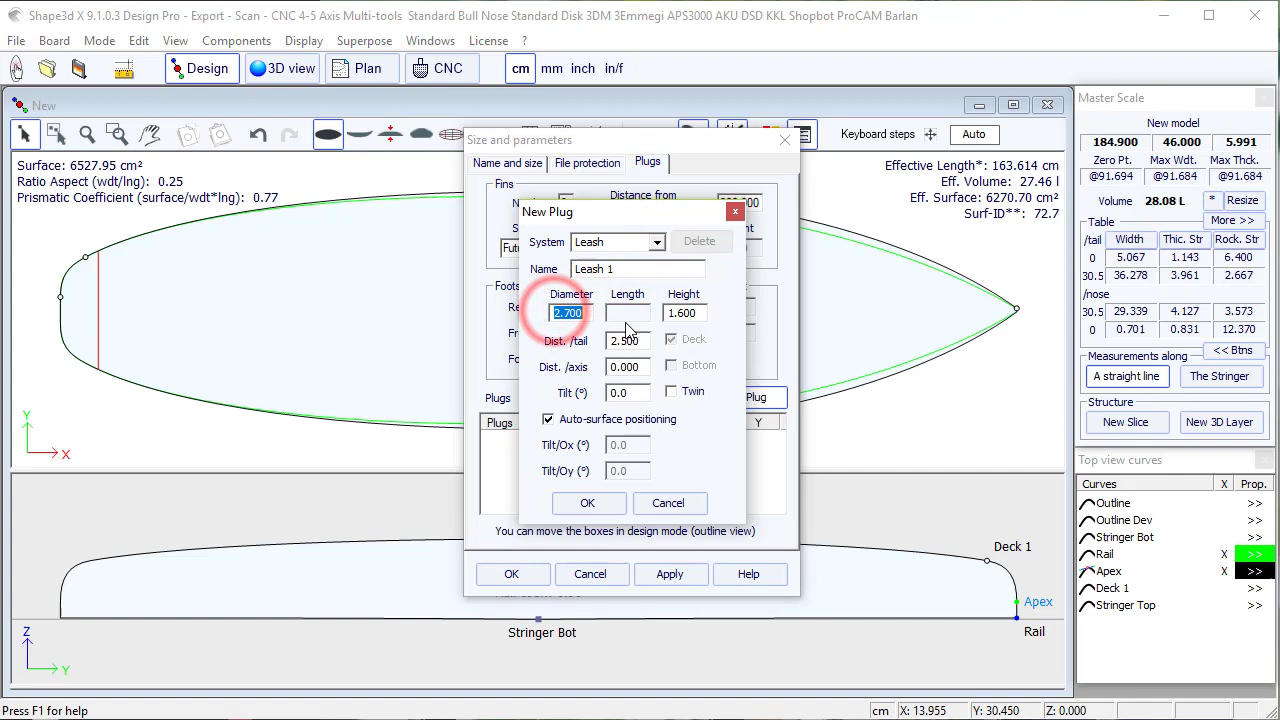 Shape3d X 9.1.0.3 Design Pro - Export - Scan - CNC 4-5 Axis Multi-tools Standard Bull Nose Standard Disk 3DM 3Emmegi APS3000 AKU DSD KKL Shopbot ProCAM Barlan
File Board Mode Edit View Components Display Superpose Windows License ?
Design 3D view Plan CNC cm mm inch in/f
New
Keyboard steps Auto
Surface: 6527.95 cm²
Ratio Aspect (wdt/lng): 0.25
Prismatic Coefficient (surface/wdt*lng): 0.77
Effective Length*: 163.614 cm
Eff. Volume: 27.46 l
Eff. Surface: 6270.70 cm²
Surf-ID**: 72.7
Y
X
Size and parameters
Name and size File protection Plugs
Fins
Distance from
Plugs
Plug
Plugs Y
You can move the boxes in design mode (outline view)
OK Cancel Apply Help
New Plug x
System Leash Delete
Name Leash 1
Diameter Length Height
2.700 1.600
Dist. /tail 2.500 Deck
Dist. /axis 0.000 Bottom
Tilt (°) 0.0 Twin
Auto-surface positioning
Tilt/Ox (°) 0.0
Tilt/Oy (°) 0.0
OK Cancel
Deck 1
Apex
Rail
Stringer Bot
Z
Y
Master Scale
New model
184.900 46.000 5.991
Zero Pt. Max Wdt. Max Thck.
@91.694 @91.684 @91.684
Volume 28.08 L * Resize
Table More >>
/tail Width Thic. Str Rock. Str
0 5.067 1.143 6.400
30.5 36.278 3.961 2.667
/nose
30.5 29.339 4.127 3.573
0 0.701 0.831 12.370
Measurements along << Btns
A straight line The Stringer
Structure
New Slice New 3D Layer
Top view curves
Curves X Prop.
Outline >>
Outline Dev >>
Stringer Bot >>
Rail X >>
Apex X >>
Deck 1 >>
Stringer Top >>
Press F1 for help cm X: 13.955 Y: 30.450 Z: 0.000